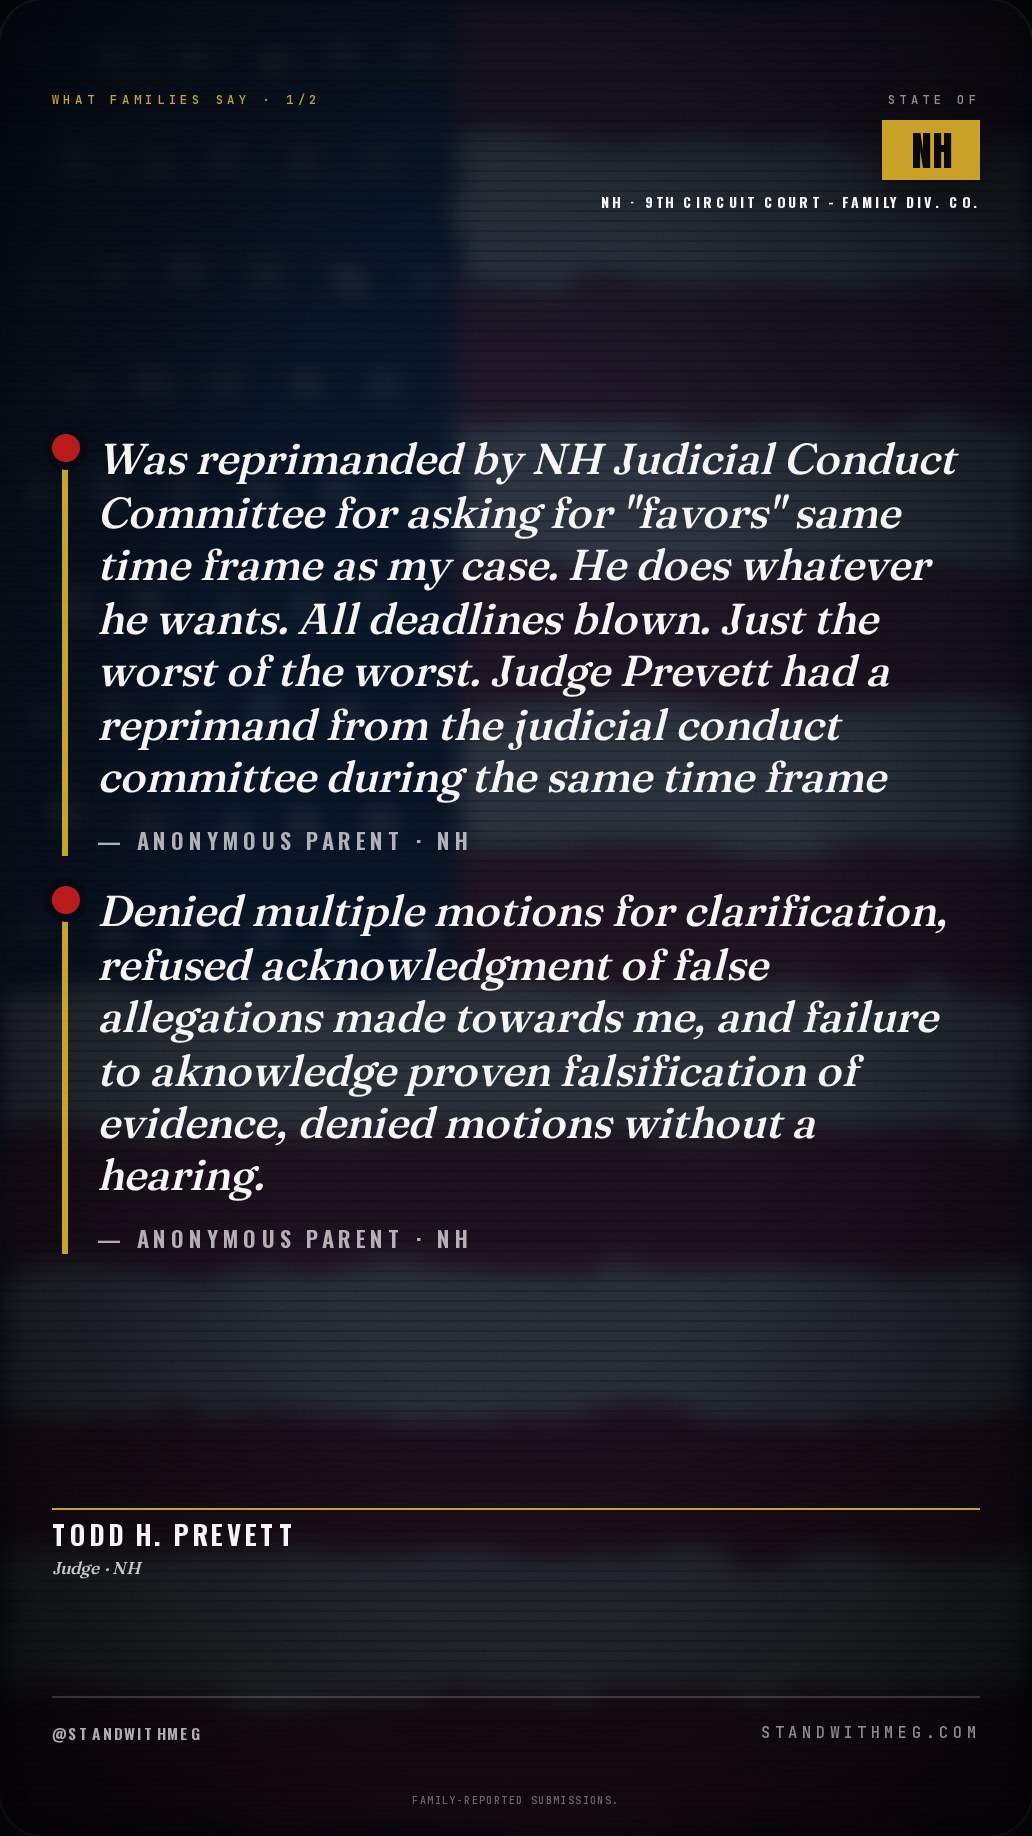 WHAT FAMILIES SAY · 1/2
STATE OF
NH
NH · 9TH CIRCUIT COURT - FAMILY DIV. CO.
Was reprimanded by NH Judicial Conduct
Committee for asking for "favors" same
time frame as my case. He does whatever
he wants. All deadlines blown. Just the
worst of the worst. Judge Prevett had a
reprimand from the judicial conduct
committee during the same time frame
— ANONYMOUS PARENT · NH
Denied multiple motions for clarification,
refused acknowledgment of false
allegations made towards me, and failure
to aknowledge proven falsification of
evidence, denied motions without a
hearing.
— ANONYMOUS PARENT · NH
TODD H. PREVETT
Judge · NH
@STANDWITHMEG
STANDWITHMEG.COM
FAMILY-REPORTED SUBMISSIONS.